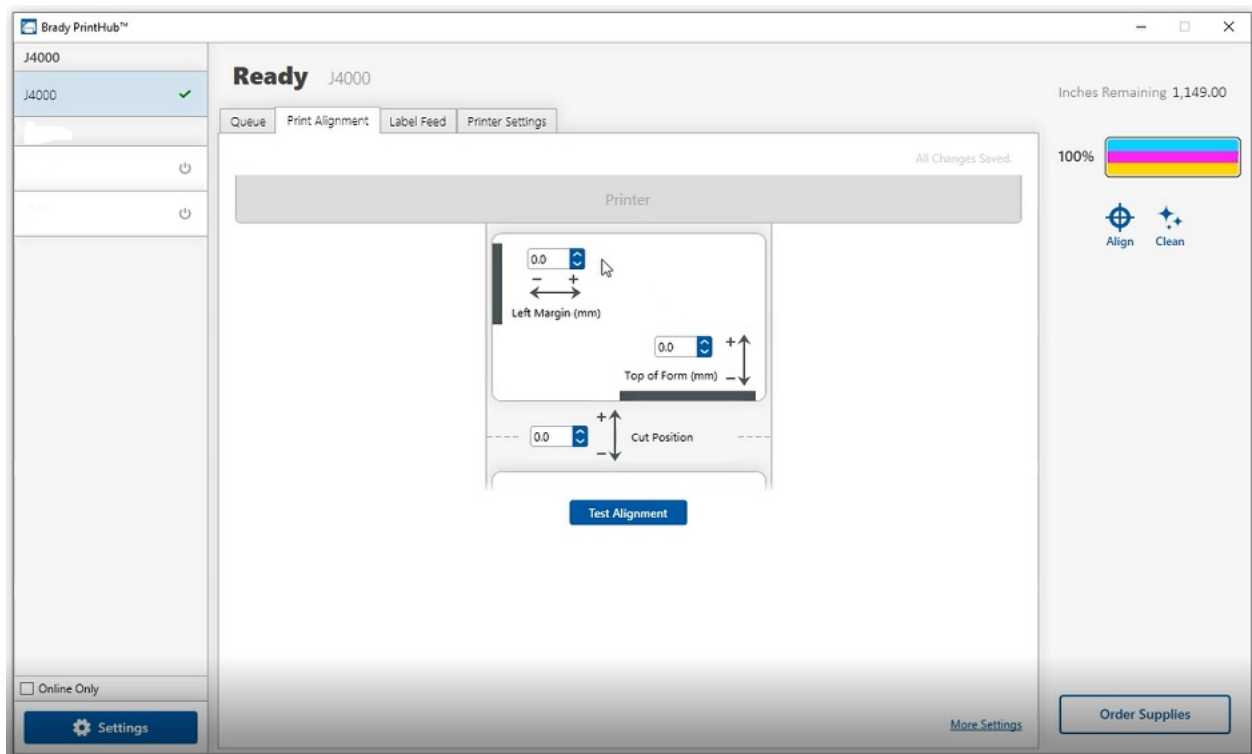 Brady PrintHub™
J4000
J4000
Online Only
Settings
Ready J4000
Queue Print Alignment Label Feed Printer Settings
All Changes Saved.
Printer
0.0
− +
Left Margin (mm)
0.0 +
Top of Form (mm) −
+
0.0 Cut Position
−
Test Alignment
More Settings
Inches Remaining 1,149.00
100%
Align Clean
Order Supplies